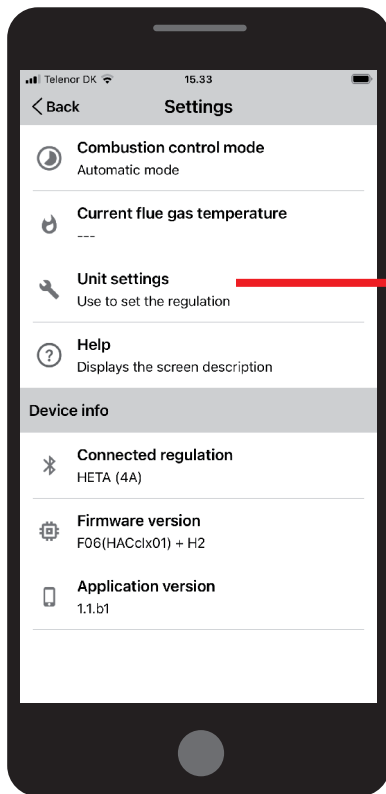 Telenor DK 15.33
Back Settings
Combustion control mode
Automatic mode
Current flue gas temperature
---
Unit settings
Use to set the regulation
Help
Displays the screen description
Device info
Connected regulation
HETA (4A)
Firmware version
F06(HACclx01) + H2
Application version
1.1.b1